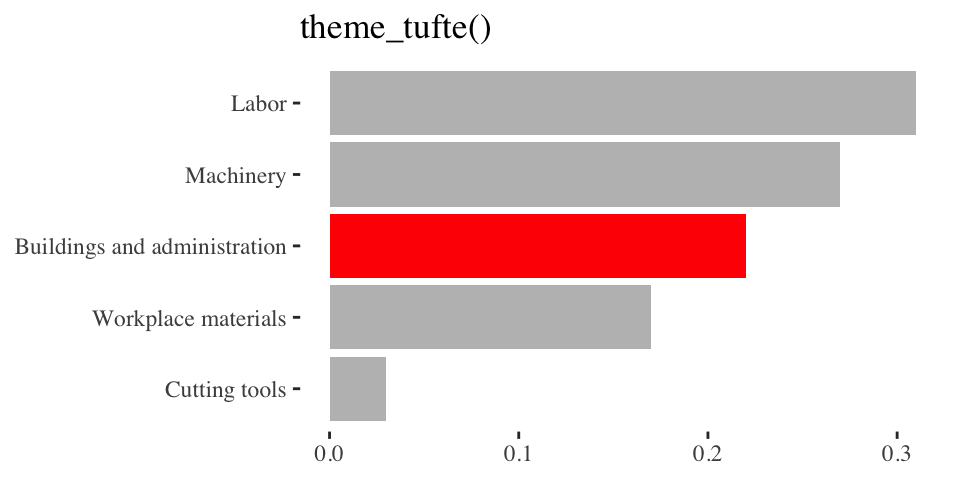 theme_tufte()
Labor
Machinery
Buildings and administration
Workplace materials
Cutting tools
0.0 0.1 0.2 0.3